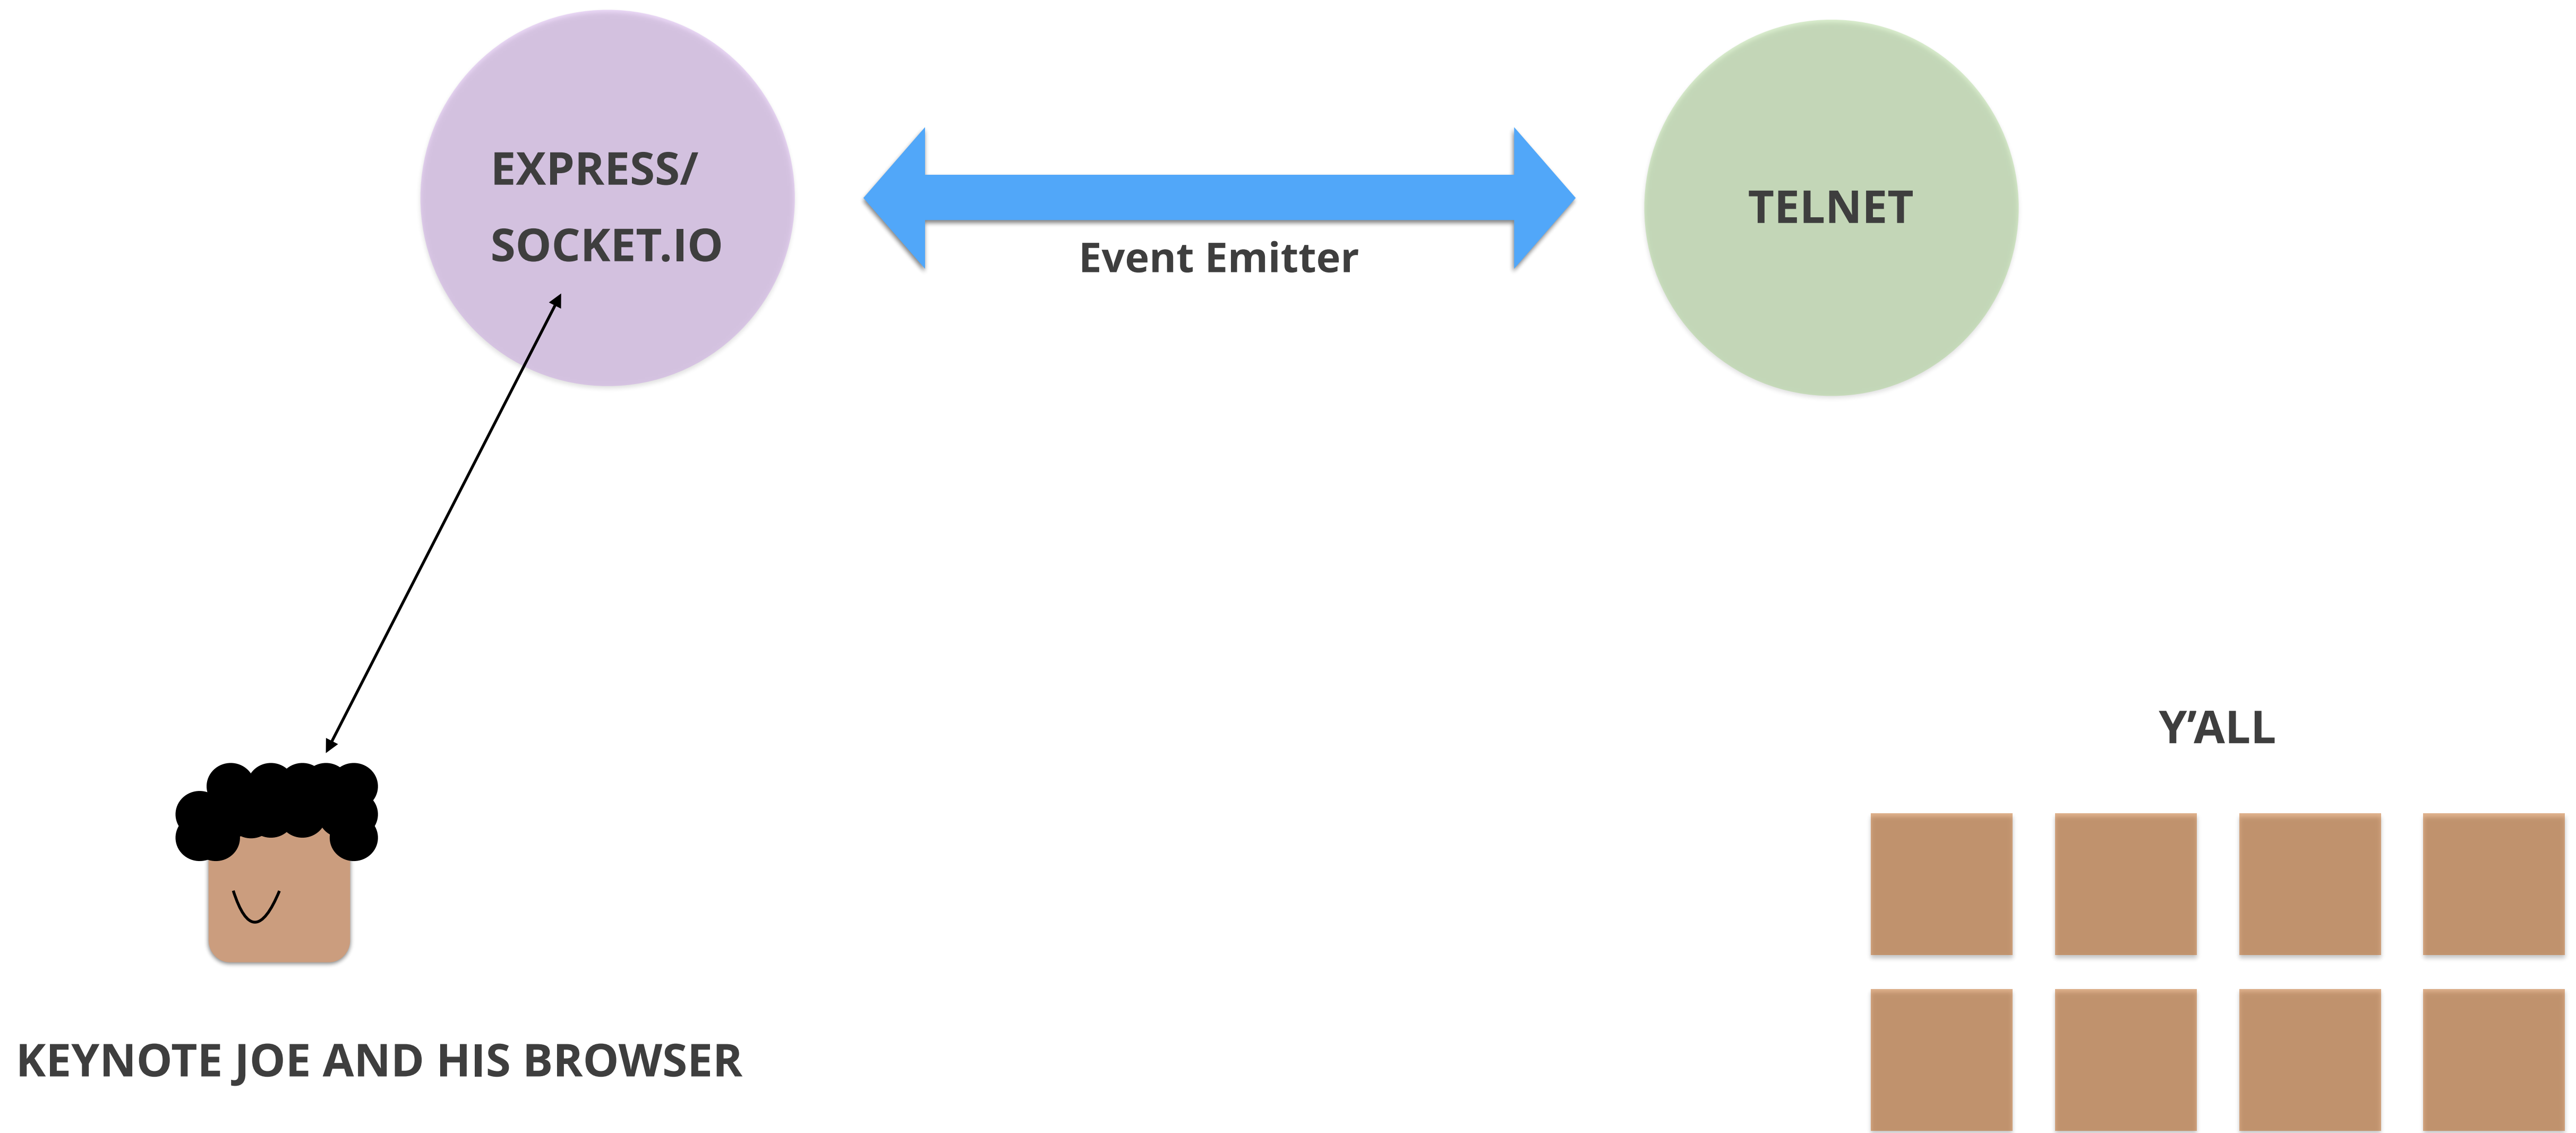 EXPRESS/
SOCKET.IO
Event Emitter
TELNET
Y’ALL
KEYNOTE JOE AND HIS BROWSER